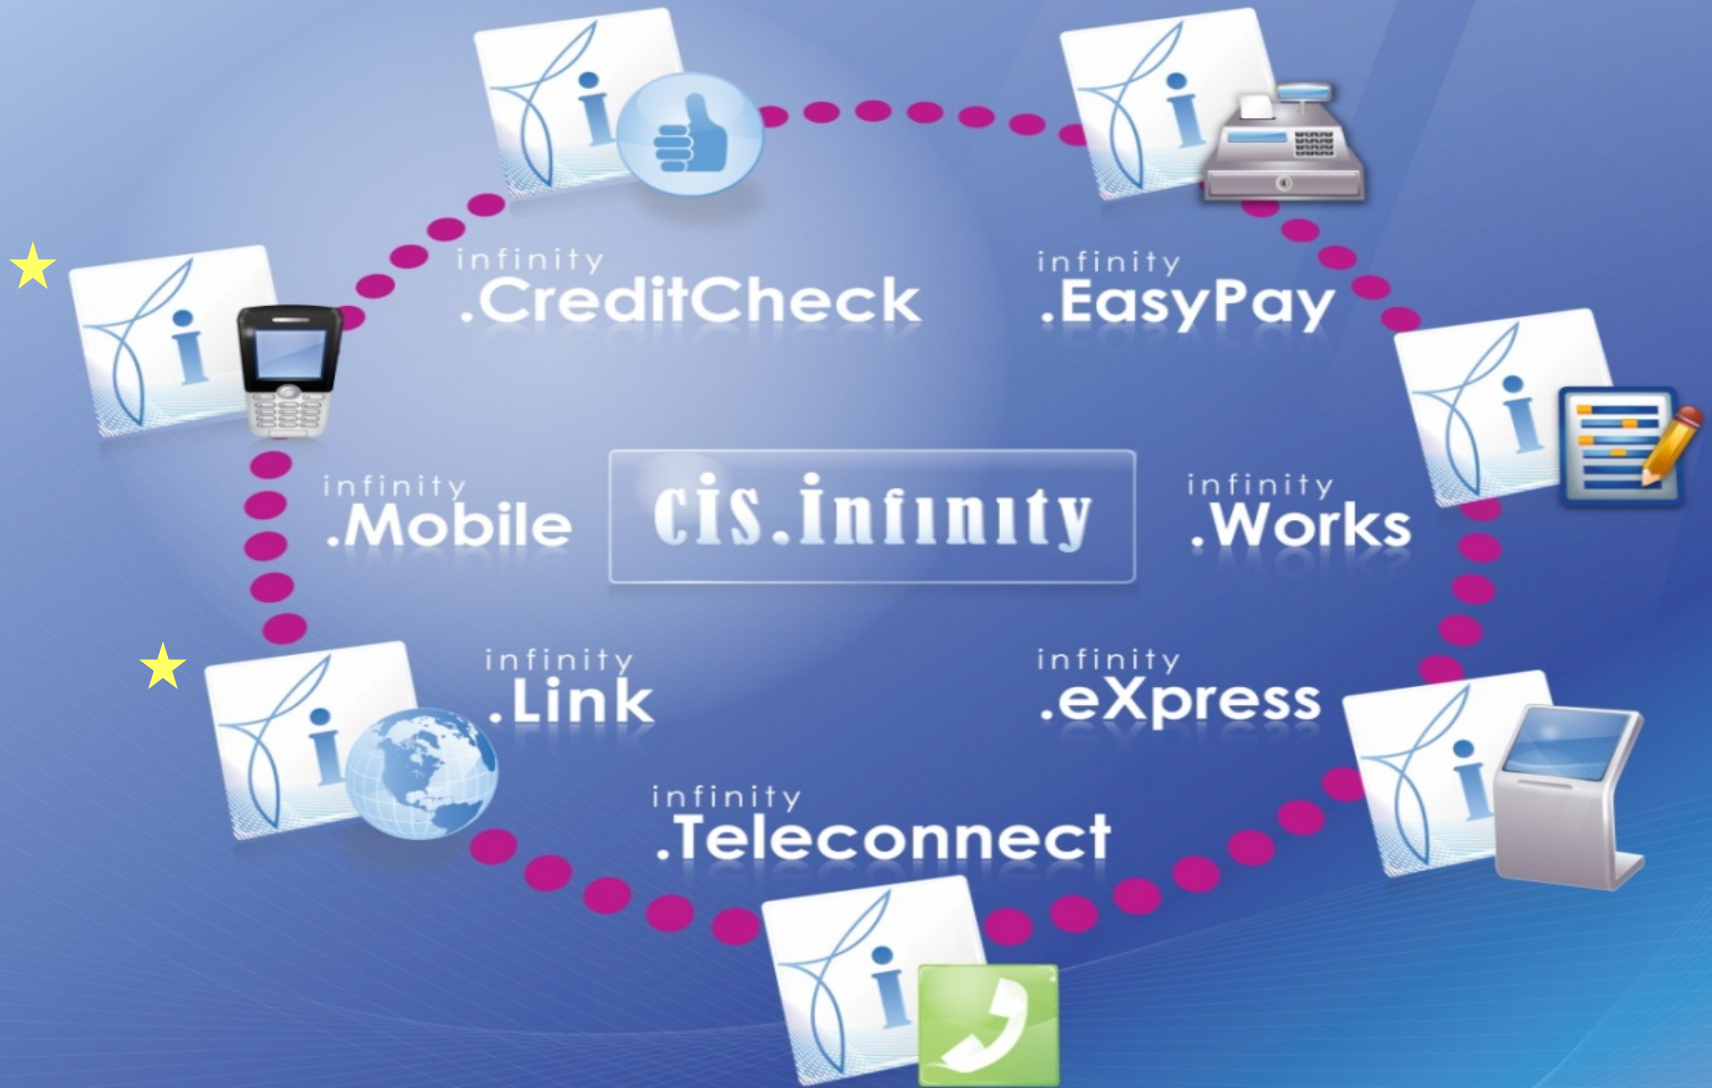 infinity
.CreditCheck
infinity
.EasyPay
infinity
.Mobile
cis.infinity
infinity
.Works
infinity
.Link
infinity
.eXpress
infinity
.Teleconnect
i
i
i
i
i
i
i